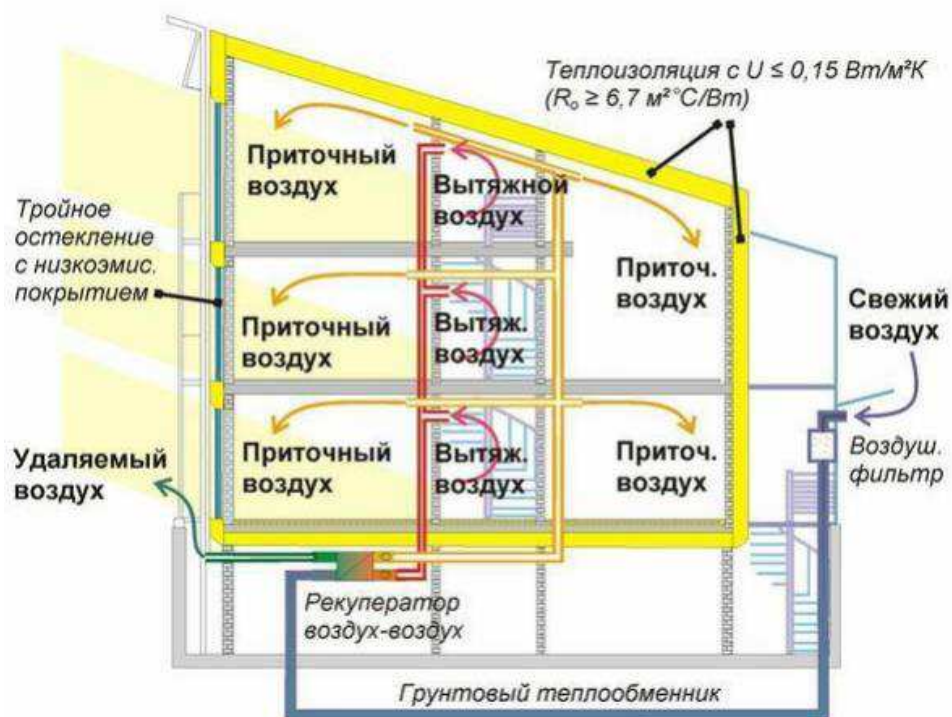 Теплоизоляция с U ≤ 0,15 Вт/м²К
(Rₒ ≥ 6,7 м²°С/Вт)
Приточный
воздух
Вытяжной
воздух
Тройное
остекление
с низкоэмис.
покрытием
Приточ.
воздух
Свежий
воздух
Приточный
воздух
Вытяж.
воздух
Удаляемый
воздух
Приточный
воздух
Вытяж.
воздух
Приточ.
воздух
Воздуш.
фильтр
Рекуператор
воздух-воздух
Грунтовый теплообменник